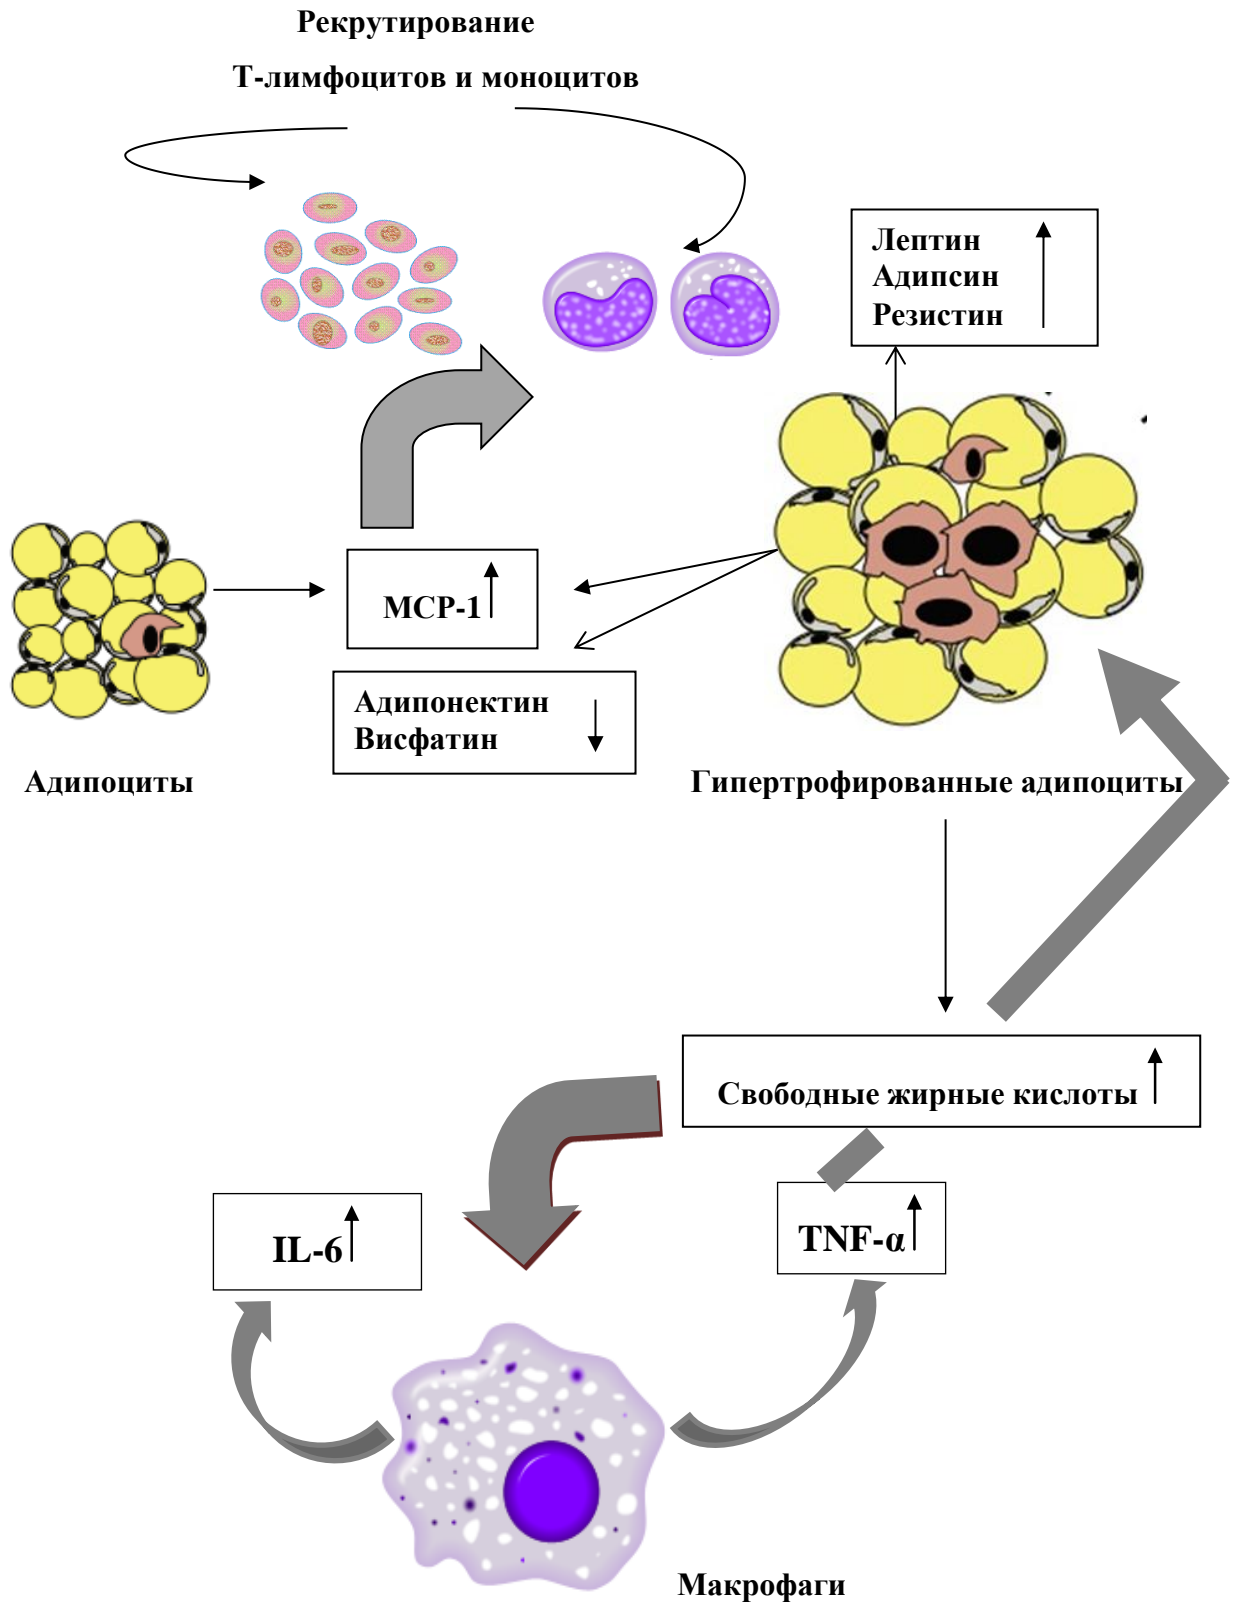 Рекрутирование
Т-лимфоцитов и моноцитов
Лептин
Адипсин
Резистин
MCP-1
Адипонектин
Висфатин
Адипоциты
Гипертрофированные адипоциты
Свободные жирные кислоты
IL-6
TNF-α
Макрофаги